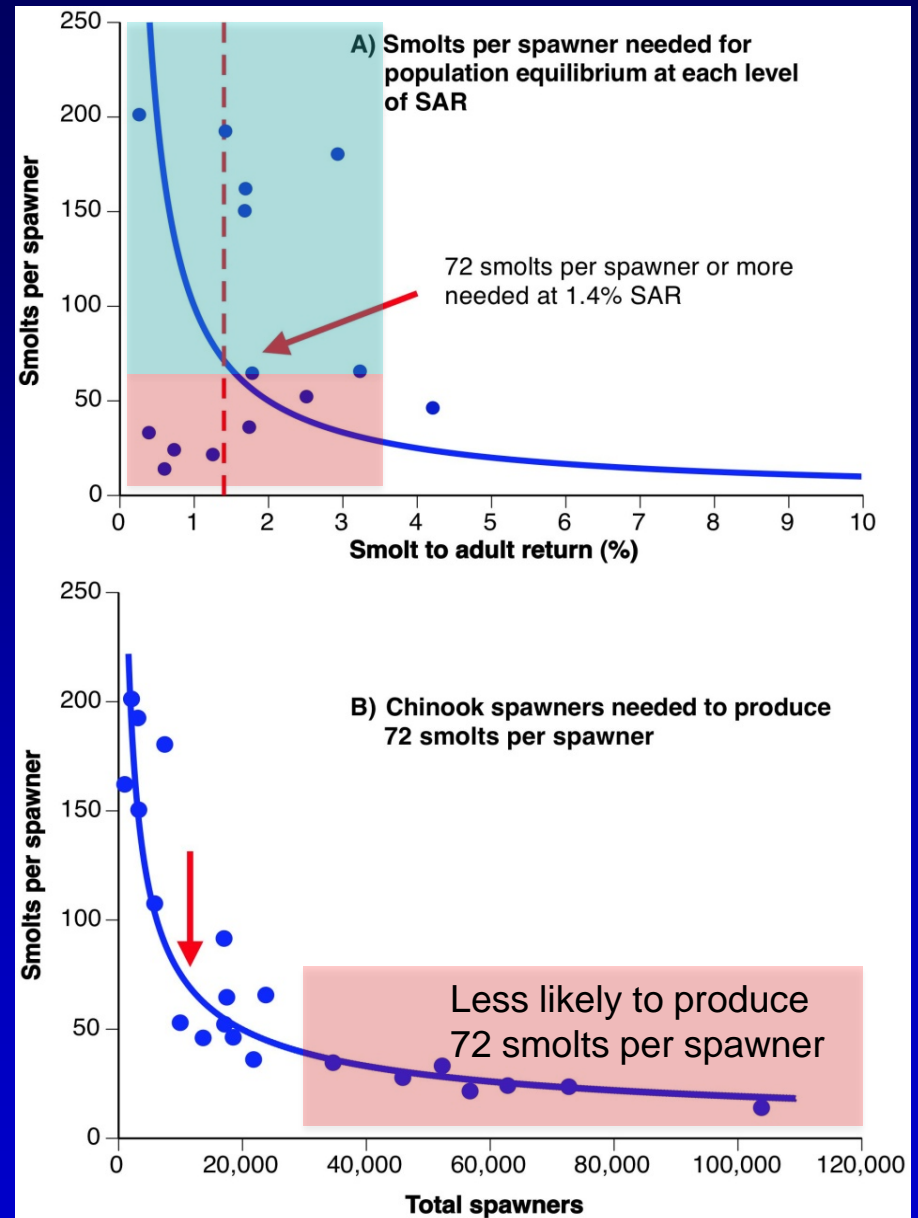 A) Smolts per spawner needed for
population equilibrium at each level
of SAR
250
200
150
100
50
0
Smolts per spawner
72 smolts per spawner or more
needed at 1.4% SAR
0 1 2 3 4 5 6 7 8 9 10
Smolt to adult return (%)
B) Chinook spawners needed to produce
72 smolts per spawner
250
200
150
100
50
0
Smolts per spawner
Less likely to produce
72 smolts per spawner
0 20,000 40,000 60,000 80,000 100,000 120,000
Total spawners